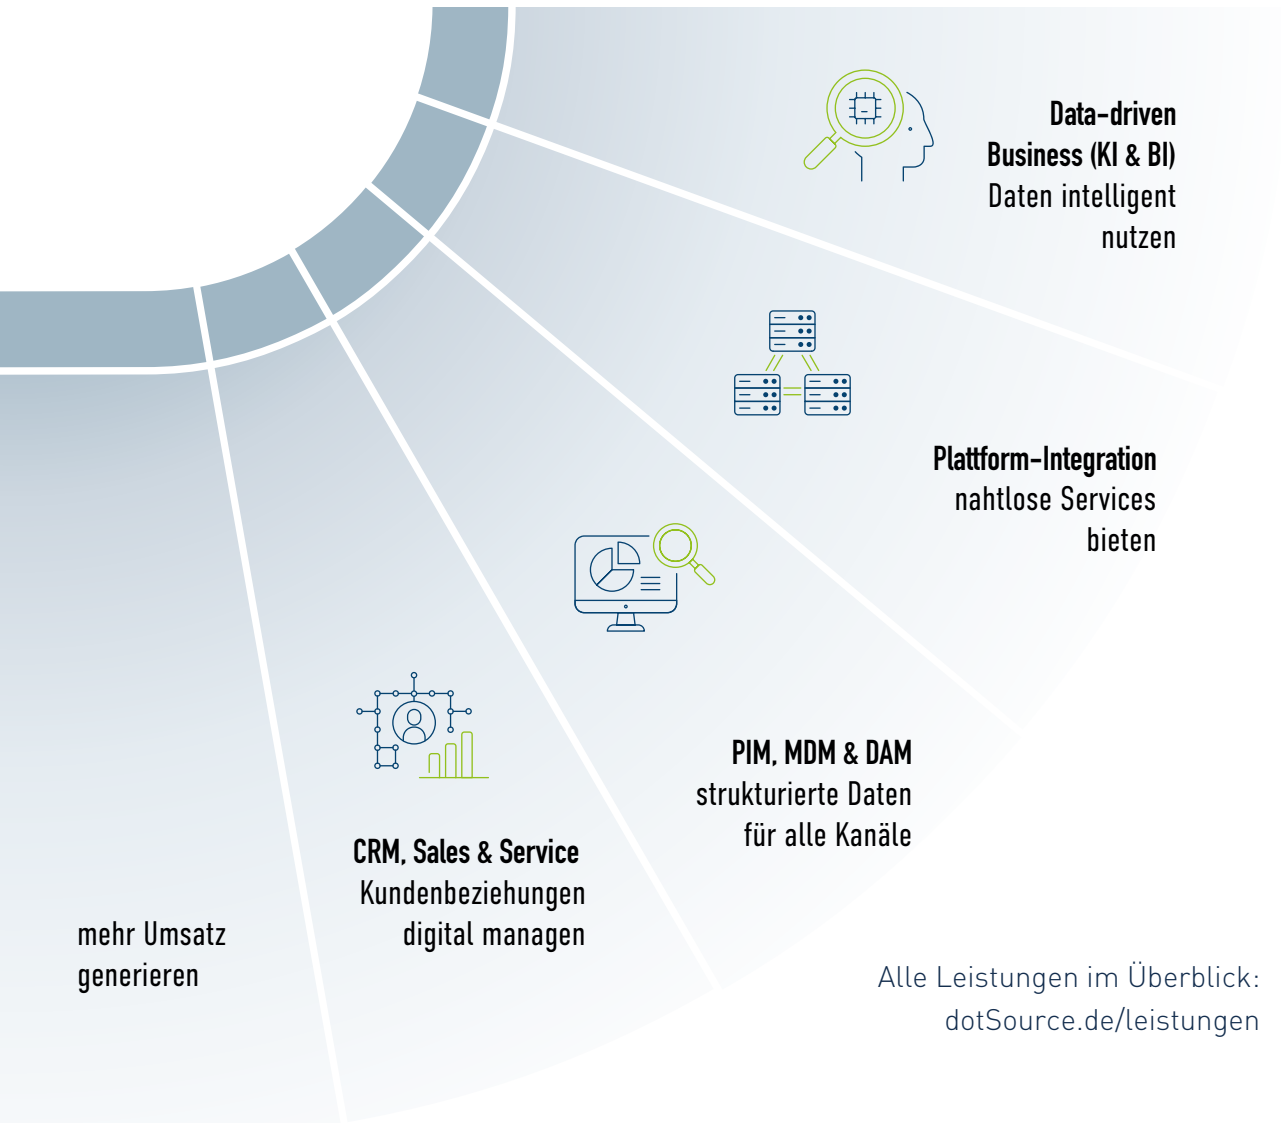 Data-driven
Business (KI & BI)
Daten intelligent
nutzen
Plattform-Integration
nahtlose Services
bieten
PIM, MDM & DAM
strukturierte Daten
für alle Kanäle
CRM, Sales & Service
Kundenbeziehungen
digital managen
mehr Umsatz
generieren
Alle Leistungen im Überblick:
dotSource.de/leistungen